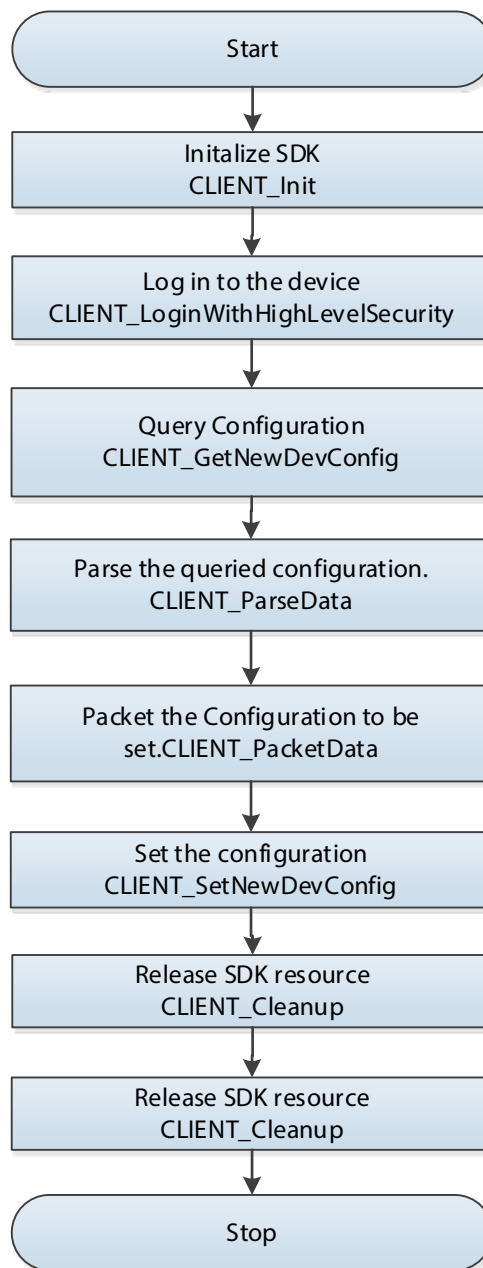 Start
Initalize SDK
CLIENT_Init
Log in to the device
CLIENT_LoginWithHighLevelSecurity
Query Configuration
CLIENT_GetNewDevConfig
Parse the queried configuration.
CLIENT_ParseData
Packet the Configuration to be
set.CLIENT_PacketData
Set the configuration
CLIENT_SetNewDevConfig
Release SDK resource
CLIENT_Cleanup
Release SDK resource
CLIENT_Cleanup
Stop